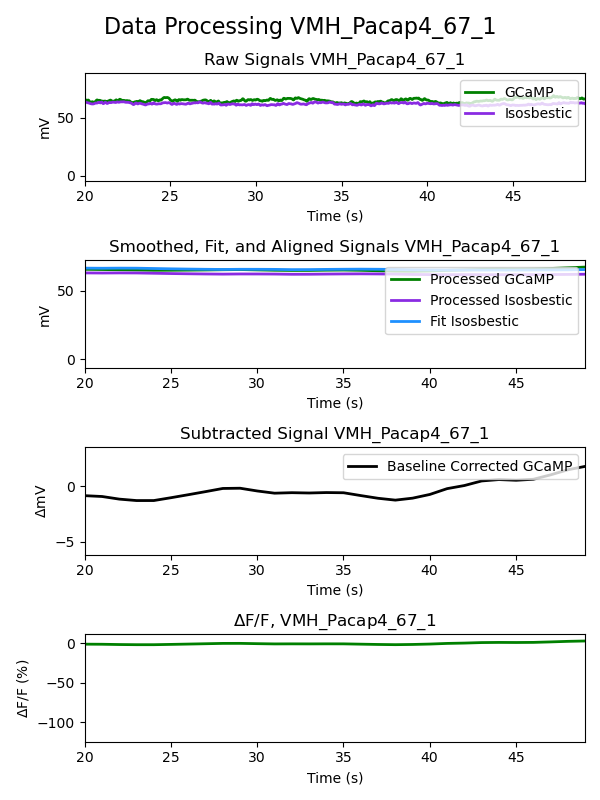 Data Processing VMH_Pacap4_67_1
Raw Signals VMH_Pacap4_67_1
GCaMP
Isosbestic
mV
50
0
20 25 30 35 40 45
Time (s)
Smoothed, Fit, and Aligned Signals VMH_Pacap4_67_1
Processed GCaMP
Processed Isosbestic
Fit Isosbestic
mV
50
0
20 25 30 35 40 45
Time (s)
Subtracted Signal VMH_Pacap4_67_1
Baseline Corrected GCaMP
ΔmV
0
−5
20 25 30 35 40 45
Time (s)
ΔF/F, VMH_Pacap4_67_1
ΔF/F (%)
0
−50
−100
20 25 30 35 40 45
Time (s)